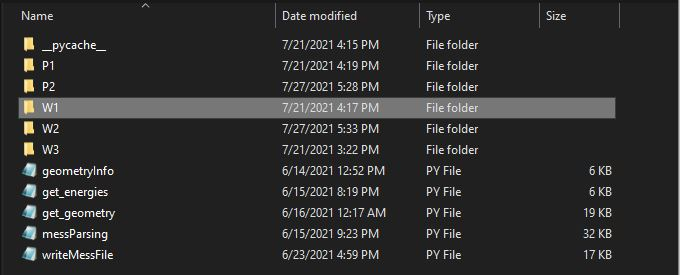 Name Date modified Type Size
__pycache__ 7/21/2021 4:15 PM File folder
P1 7/21/2021 4:19 PM File folder
P2 7/27/2021 5:28 PM File folder
W1 7/21/2021 4:17 PM File folder
W2 7/27/2021 5:33 PM File folder
W3 7/21/2021 3:22 PM File folder
geometryInfo 6/14/2021 12:52 PM PY File 6 KB
get_energies 6/15/2021 8:19 PM PY File 6 KB
get_geometry 6/16/2021 12:17 AM PY File 19 KB
messParsing 6/15/2021 9:23 PM PY File 32 KB
writeMessFile 6/23/2021 4:59 PM PY File 17 KB